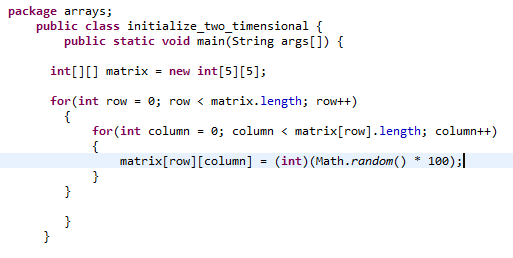 package arrays;
public class initialize_two_timensional {
public static void main(String args[]) {
int[][] matrix = new int[5][5];
for(int row = 0; row < matrix.length; row++)
{
for(int column = 0; column < matrix[row].length; column++)
{
matrix[row][column] = (int)(Math.random() * 100);
}
}
}
}